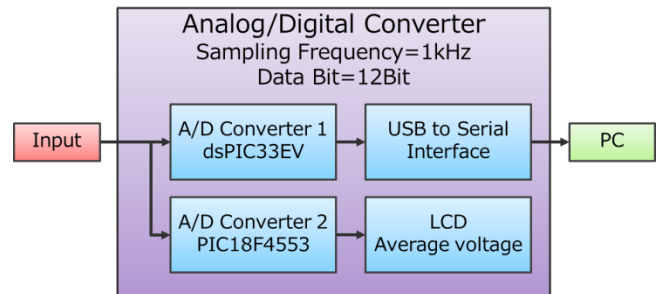 Analog/Digital Converter
Sampling Frequency=1kHz
Data Bit=12Bit
Input
A/D Converter 1
dsPIC33EV
USB to Serial
Interface
PC
A/D Converter 2
PIC18F4553
LCD
Average voltage